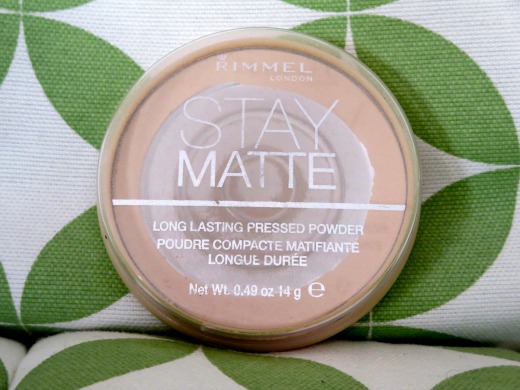 RIMMEL
LONDON
STAY
MATTE
LONG LASTING PRESSED POWDER
POUDRE COMPACTE MATIFIANTE
LONGUE DURÉE
Net Wt. 0.49 oz 14 g ℮